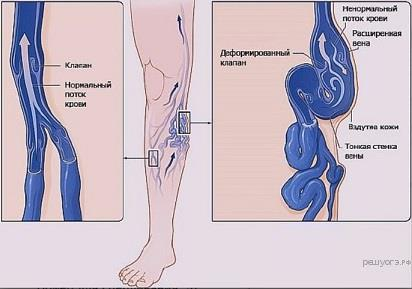 Клапан
Нормальный
поток
крови
Ненормальный
поток крови
Расширенная
вена
Деформированный
клапан
Вздутие кожи
Тонкая стенка
вены
решуогэ.рф